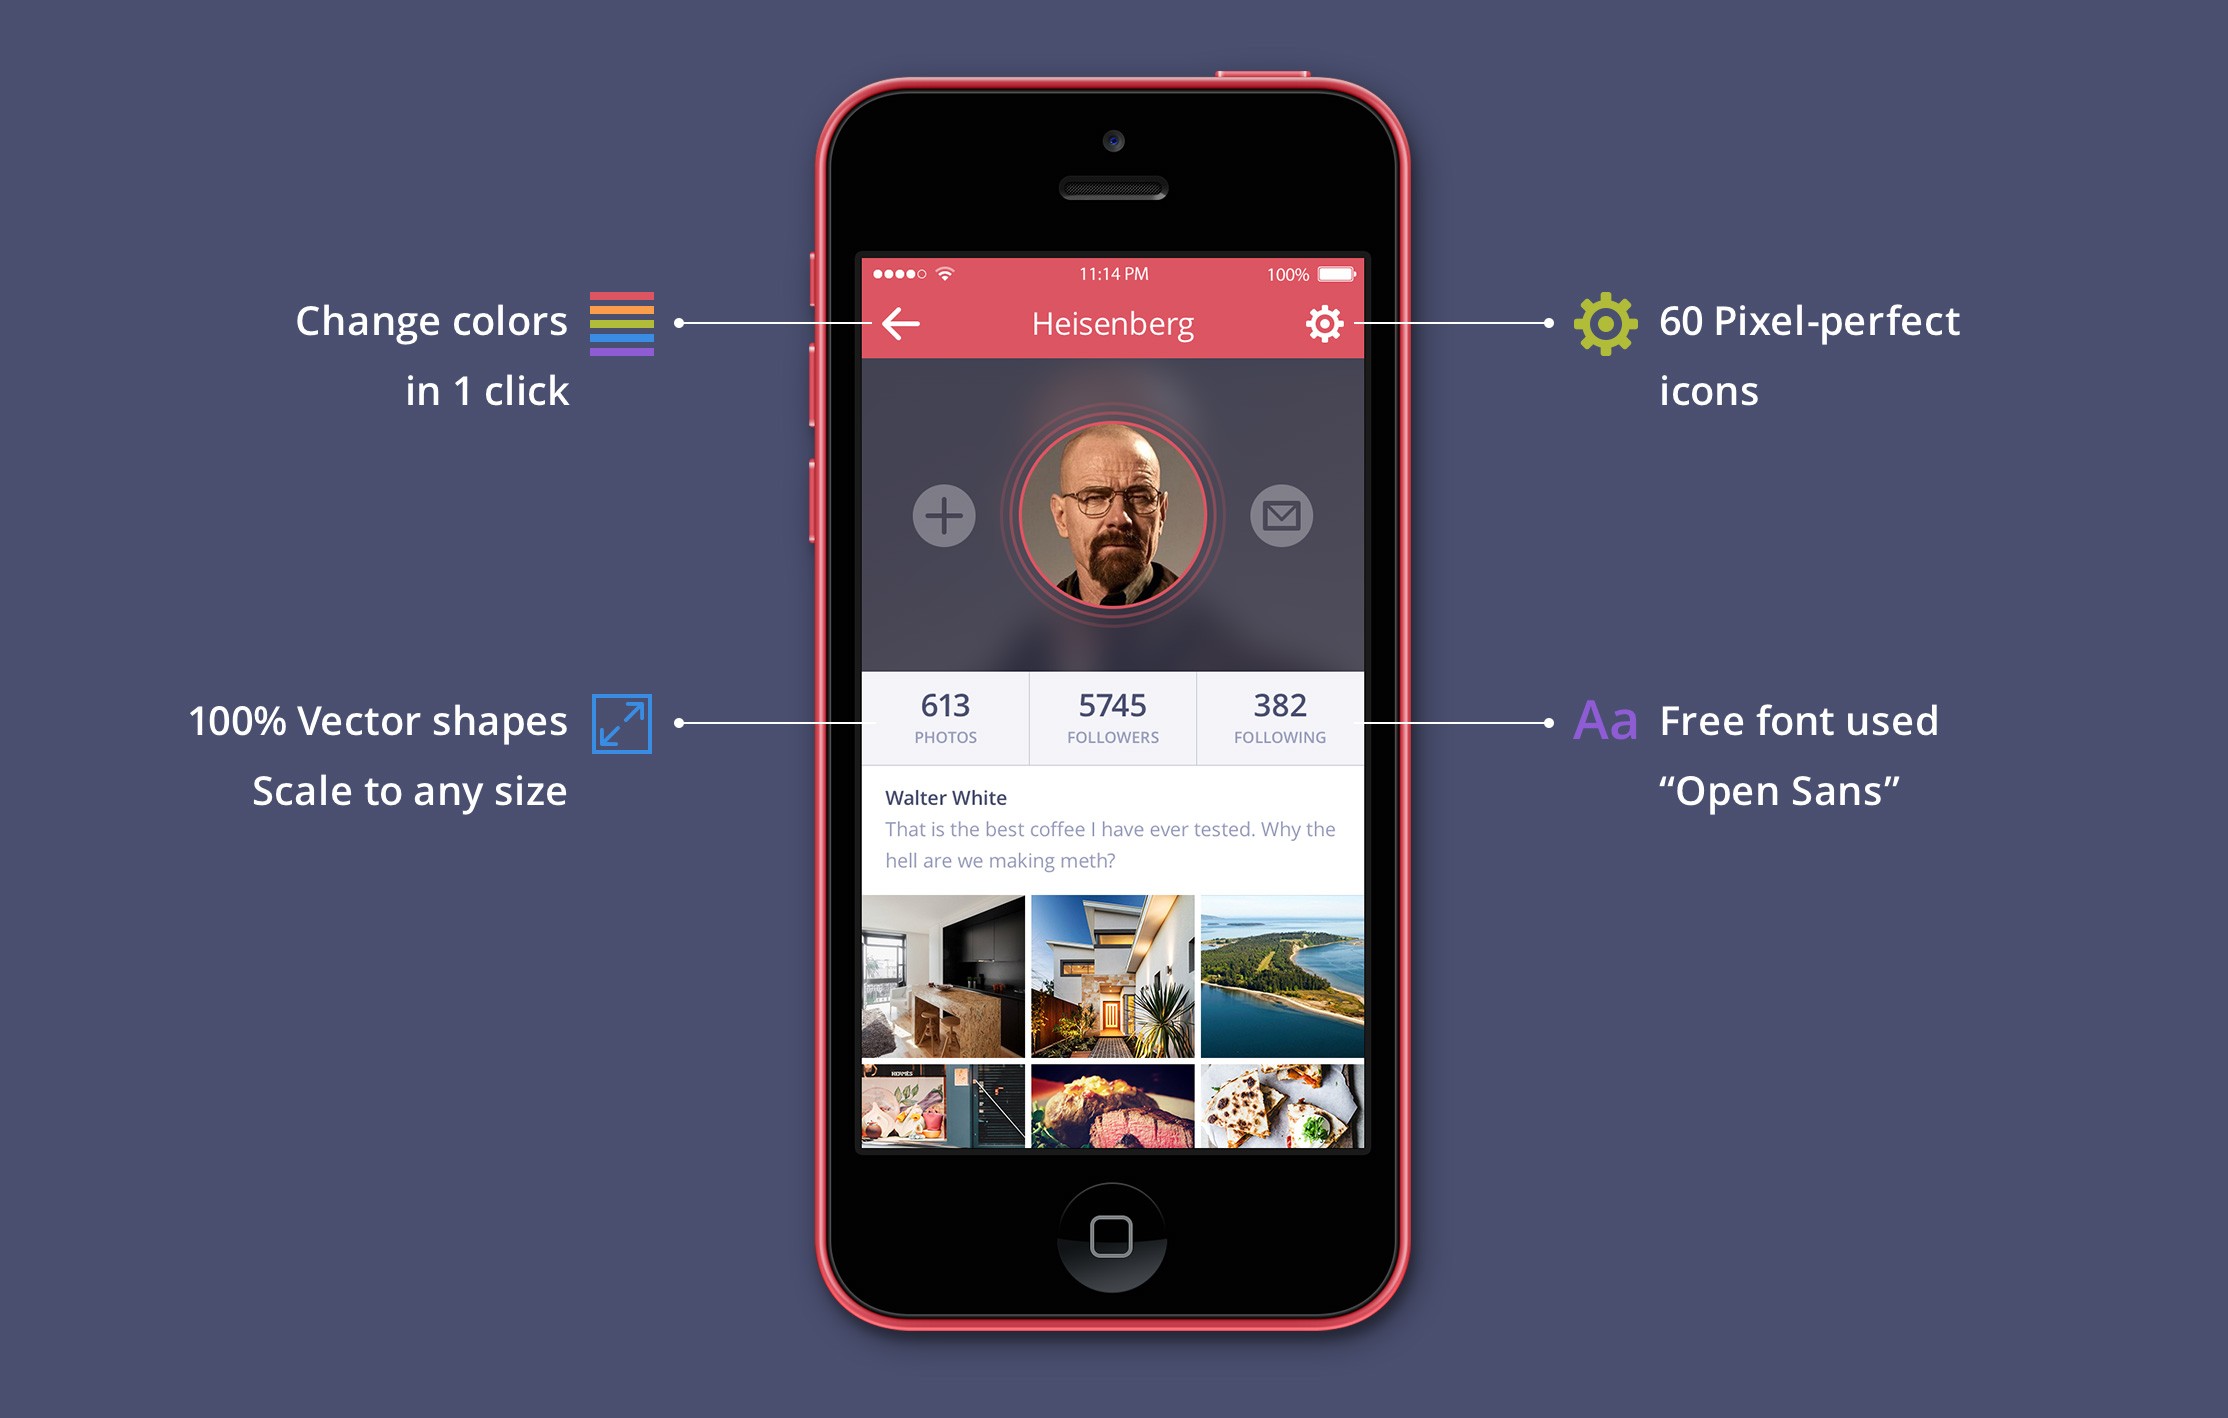 11:14 PM
100%
Heisenberg
Change colors
in 1 click
60 Pixel-perfect
icons
613
PHOTOS
5745
FOLLOWERS
382
FOLLOWING
100% Vector shapes
Scale to any size
Aa
Free font used
“Open Sans”
Walter White
That is the best coffee I have ever tested. Why the
hell are we making meth?
HERMÈS